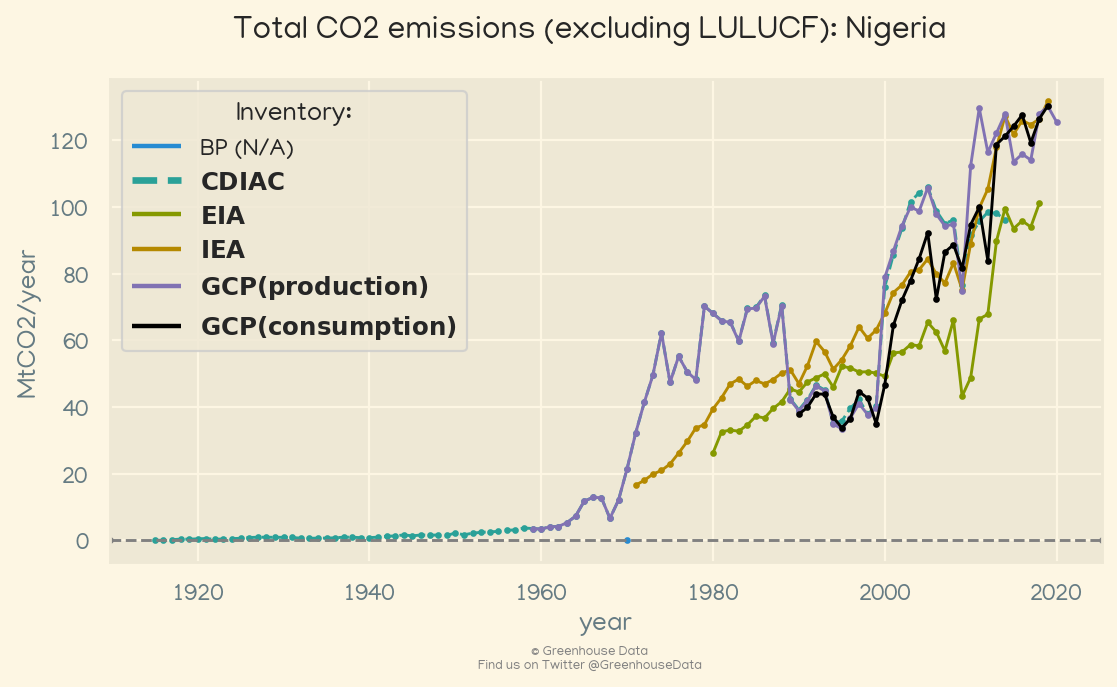 Total CO2 emissions (excluding LULUCF): Nigeria
Inventory:
BP (N/A)
CDIAC
EIA
IEA
GCP(production)
GCP(consumption)
MtCO2/year
120
100
80
60
40
20
0
1920 1940 1960 1980 2000 2020
year
© Greenhouse Data
Find us on Twitter @GreenhouseData